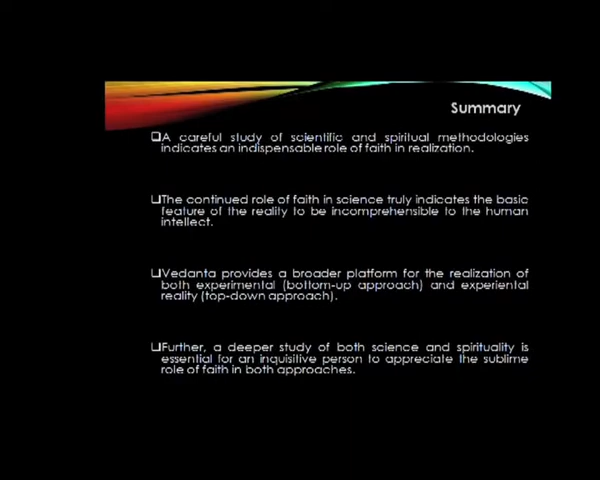 Summary
❑A careful study of scientific and spiritual methodologies
indicates an indispensable role of faith in realization.
❑The continued role of faith in science truly indicates the basic
feature of the reality to be incomprehensible to the human
intellect.
❑Vedanta provides a broader platform for the realization of
both experimental (bottom-up approach) and experiential
reality (top-down approach).
❑Further, a deeper study of both science and spirituality is
essential for an inquisitive person to appreciate the sublime
role of faith in both approaches.